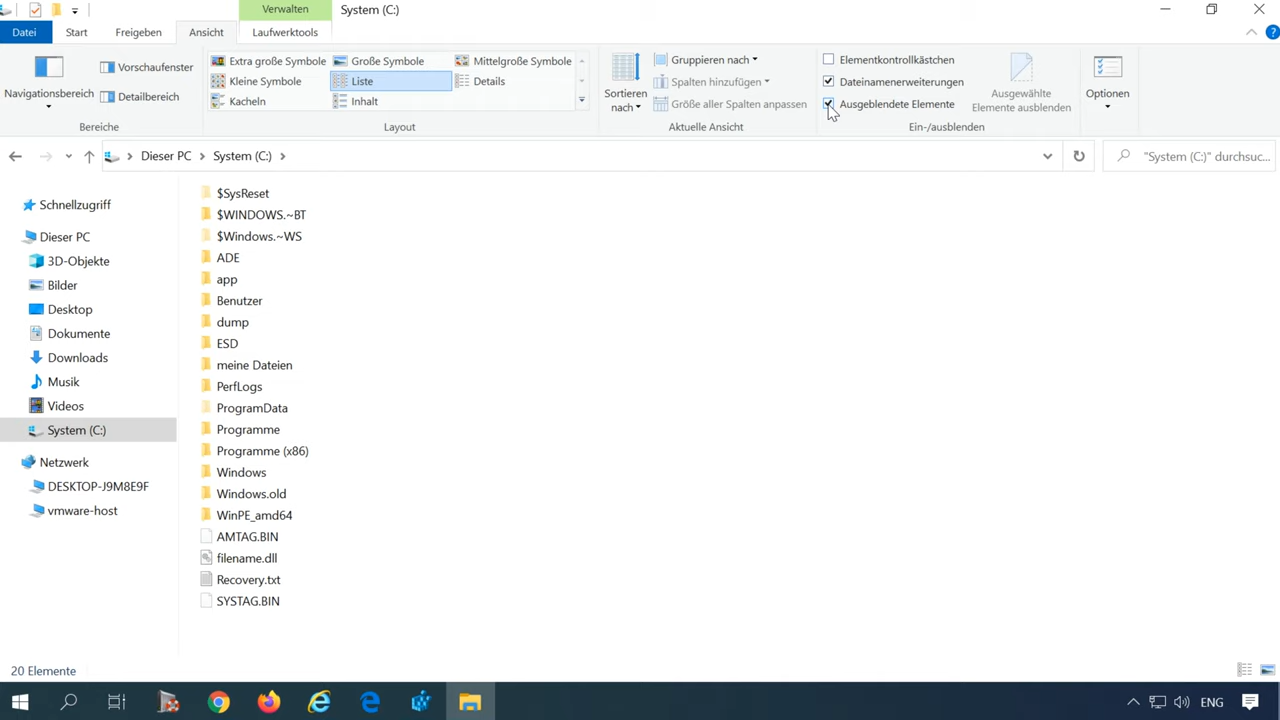 Verwalten
System (C:)
Datei
Start
Freigeben
Ansicht
Laufwerktools
?
Navigationsbereich
Vorschaufenster
Detailbereich
Bereiche
Extra große Symbole
Große Symbole
Mittelgroße Symbole
Kleine Symbole
Liste
Details
Kacheln
Inhalt
Layout
Sortieren
nach
Gruppieren nach
Spalten hinzufügen
Größe aller Spalten anpassen
Aktuelle Ansicht
Elementkontrollkästchen
Dateinamenerweiterungen
Ausgeblendete Elemente
Ausgewählte
Elemente ausblenden
Ein-/ausblenden
Optionen
Dieser PC
System (C:)
"System (C:)" durchsuc...
Schnellzugriff
Dieser PC
3D-Objekte
Bilder
Desktop
Dokumente
Downloads
Musik
Videos
System (C:)
Netzwerk
DESKTOP-J9M8E9F
vmware-host
$SysReset
$WINDOWS.~BT
$Windows.~WS
ADE
app
Benutzer
dump
ESD
meine Dateien
PerfLogs
ProgramData
Programme
Programme (x86)
Windows
Windows.old
WinPE_amd64
AMTAG.BIN
filename.dll
Recovery.txt
SYSTAG.BIN
20 Elemente
ENG